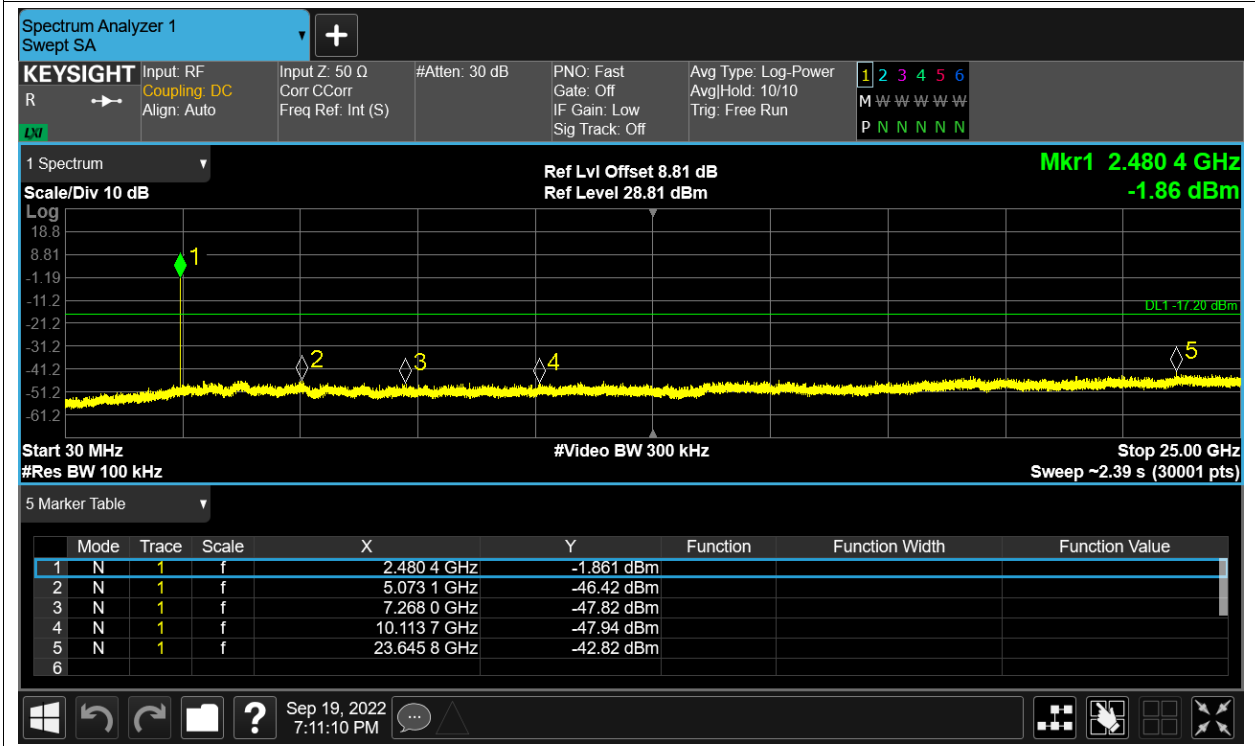 Spectrum Analyzer 1
Swept SA
+
KEYSIGHT
R
LXI
Input: RF
Coupling: DC
Align: Auto
Input Z: 50 Ω
Corr CCorr
Freq Ref: Int (S)
#Atten: 30 dB
PNO: Fast
Gate: Off
IF Gain: Low
Sig Track: Off
Avg Type: Log-Power
Avg|Hold: 10/10
Trig: Free Run
1 2 3 4 5 6
M W W W W W
P N N N N N
1 Spectrum
Scale/Div 10 dB
Ref Lvl Offset 8.81 dB
Ref Level 28.81 dBm
Mkr1 2.480 4 GHz
-1.86 dBm
Log
18.8
8.81
-1.19
-11.2
-21.2
-31.2
-41.2
-51.2
-61.2
1
DL1 -17.20 dBm
2
3
4
5
Start 30 MHz
#Video BW 300 kHz
Stop 25.00 GHz
#Res BW 100 kHz
Sweep ~2.39 s (30001 pts)
5 Marker Table
Mode Trace Scale X Y Function Function Width Function Value
1 N 1 f 2.480 4 GHz -1.861 dBm
2 N 1 f 5.073 1 GHz -46.42 dBm
3 N 1 f 7.268 0 GHz -47.82 dBm
4 N 1 f 10.113 7 GHz -47.94 dBm
5 N 1 f 23.645 8 GHz -42.82 dBm
6
?
Sep 19, 2022
7:11:10 PM